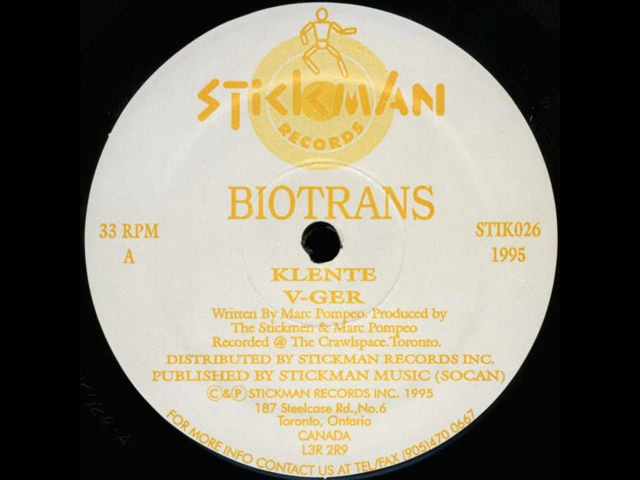 STICKMAN
RECORDS
BIOTRANS
33 RPM
A
STIK026
1995
KLENTE
V-GER
Written By Marc Pompeo. Produced by
The Stickmen & Marc Pompeo
Recorded @ The Crawlspace.Toronto.
DISTRIBUTED BY STICKMAN RECORDS INC.
PUBLISHED BY STICKMAN MUSIC (SOCAN)
©&℗ STICKMAN RECORDS INC. 1995
187 Steelcase Rd.,No.6
Toronto, Ontario
CANADA
L3R 2R9
FOR MORE INFO CONTACT US AT TEL/FAX (905)470 0667